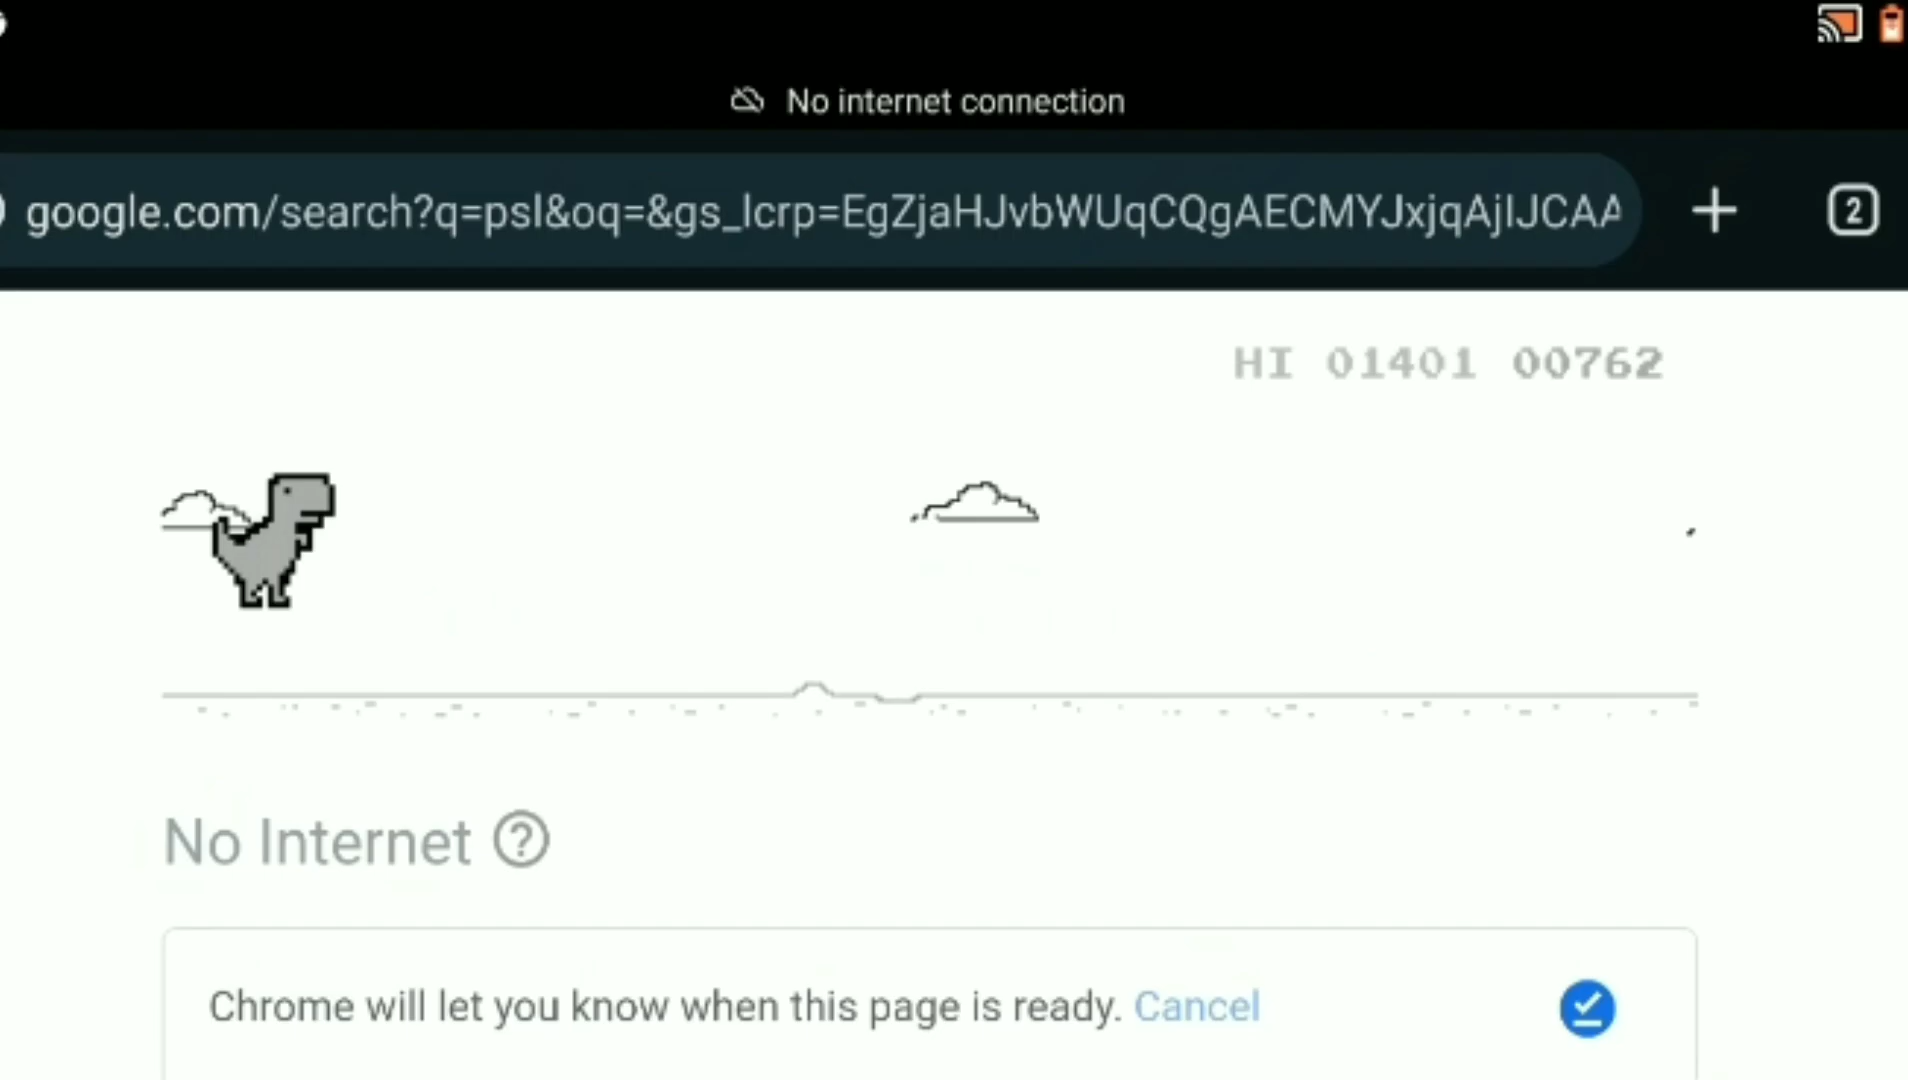 No internet connection
google.com/search?q=psl&oq=&gs_lcrp=EgZjaHJvbWUqCQgAECMYJxjqAjIJCAA
2
HI 01401 00762
No Internet
Chrome will let you know when this page is ready. Cancel